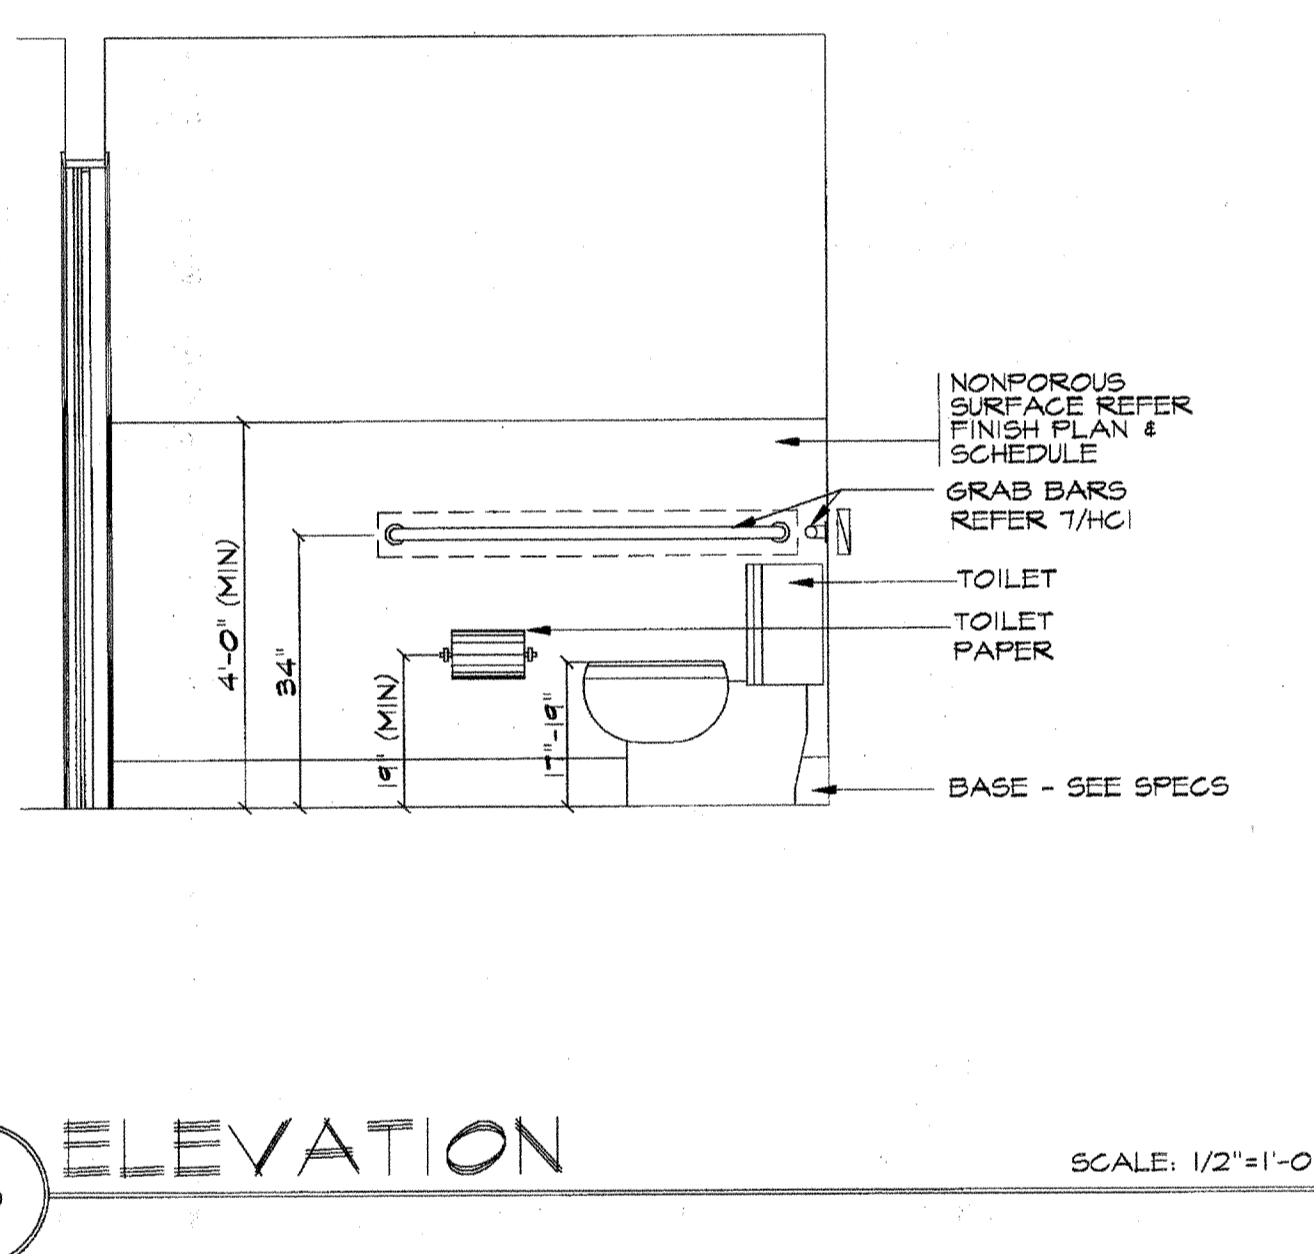 NONPOROUS
SURFACE REFER
FINISH PLAN &
SCHEDULE
GRAB BARS
REFER 7/HC1
TOILET
TOILET
PAPER
BASE - SEE SPECS
4'-0" (MIN)
34"
19" (MIN)
17"-19"
ELEVATION
SCALE: 1/2"=1'-0